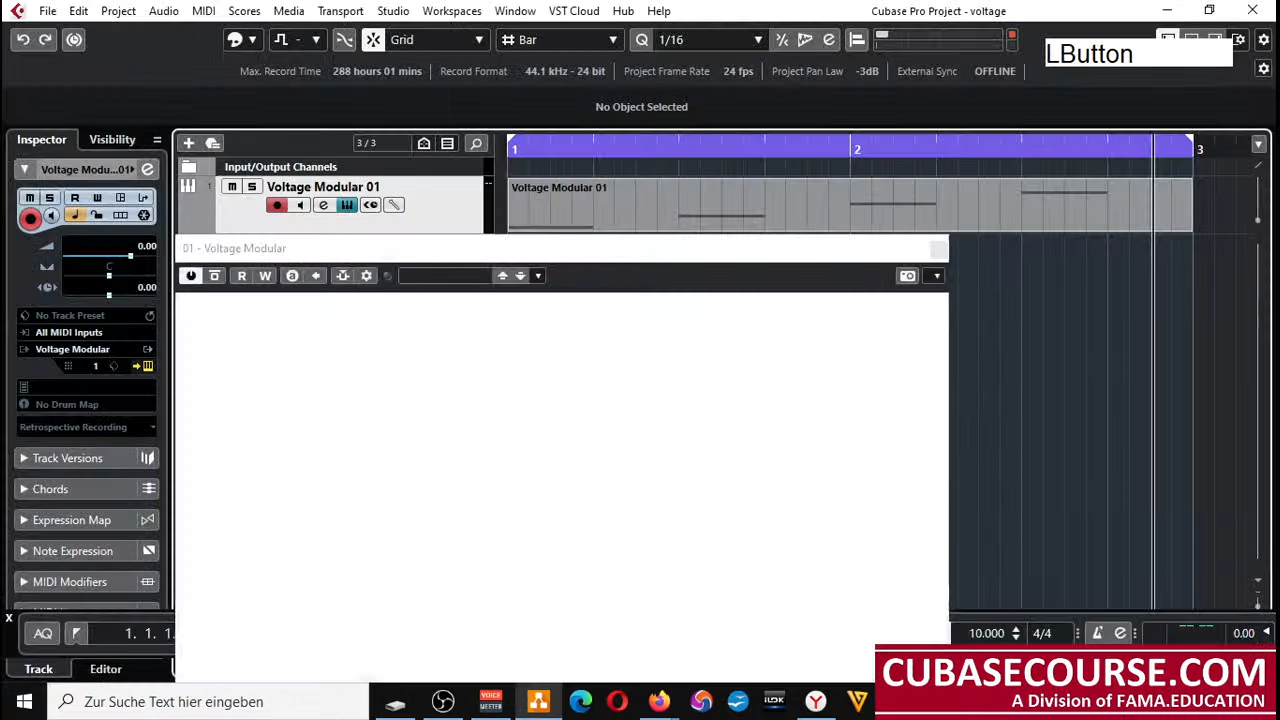 File Edit Project Audio MIDI Scores Media Transport Studio Workspaces Window VST Cloud Hub Help Cubase Pro Project - voltage
- Grid Bar 1/16
LButton
Max. Record Time 288 hours 01 mins Record Format 44.1 kHz - 24 bit Project Frame Rate 24 fps Project Pan Law -3dB External Sync OFFLINE
No Object Selected
Inspector Visibility
3 / 3
1 2 3
Input/Output Channels
Voltage Modu...01
1 M S Voltage Modular 01
Voltage Modular 01
M S R W
e
0.00
01 - Voltage Modular
C
R W a
0.00
No Track Preset
All MIDI Inputs
Voltage Modular
1
No Drum Map
Retrospective Recording
Track Versions
Chords
Expression Map
Note Expression
MIDI Modifiers
X
AQ 1. 1. 1. 10.000 4/4 e 0.00
Track Editor
CUBASECOURSE.COM
A Division of FAMA.EDUCATION
Zur Suche Text hier eingeben
VOICE
MEETER